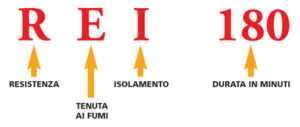 R E I 180
RESISTENZA
TENUTA
AI FUMI
ISOLAMENTO
DURATA IN MINUTI